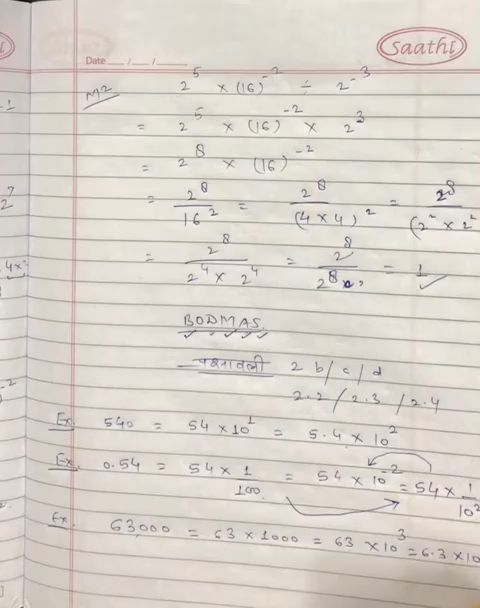 Saathi
Date / /
M2 2^5 × (16)^-2 ÷ 2^-3
= 2^5 × (16)^-2 × 2^3
= 2^8 × (16)^-2
= 2^8/16^2 = 2^8/(4×4)^2 = 2^8/(2^2 × 2^2
= 2^8/2^4 × 2^4 = 2^8/2^8 = 1
BODMAS
2 b/c/d
2.2 / 2.3 / 2.4
Ex. 540 = 54 × 10^1 = 5.4 × 10^2
Ex. 0.54 = 54 × 1/100 = 54 × 10^-2 = 54 × 1/10^2
Ex. 63,000 = 63 × 1000 = 63 × 10^3 = 6.3 × 10